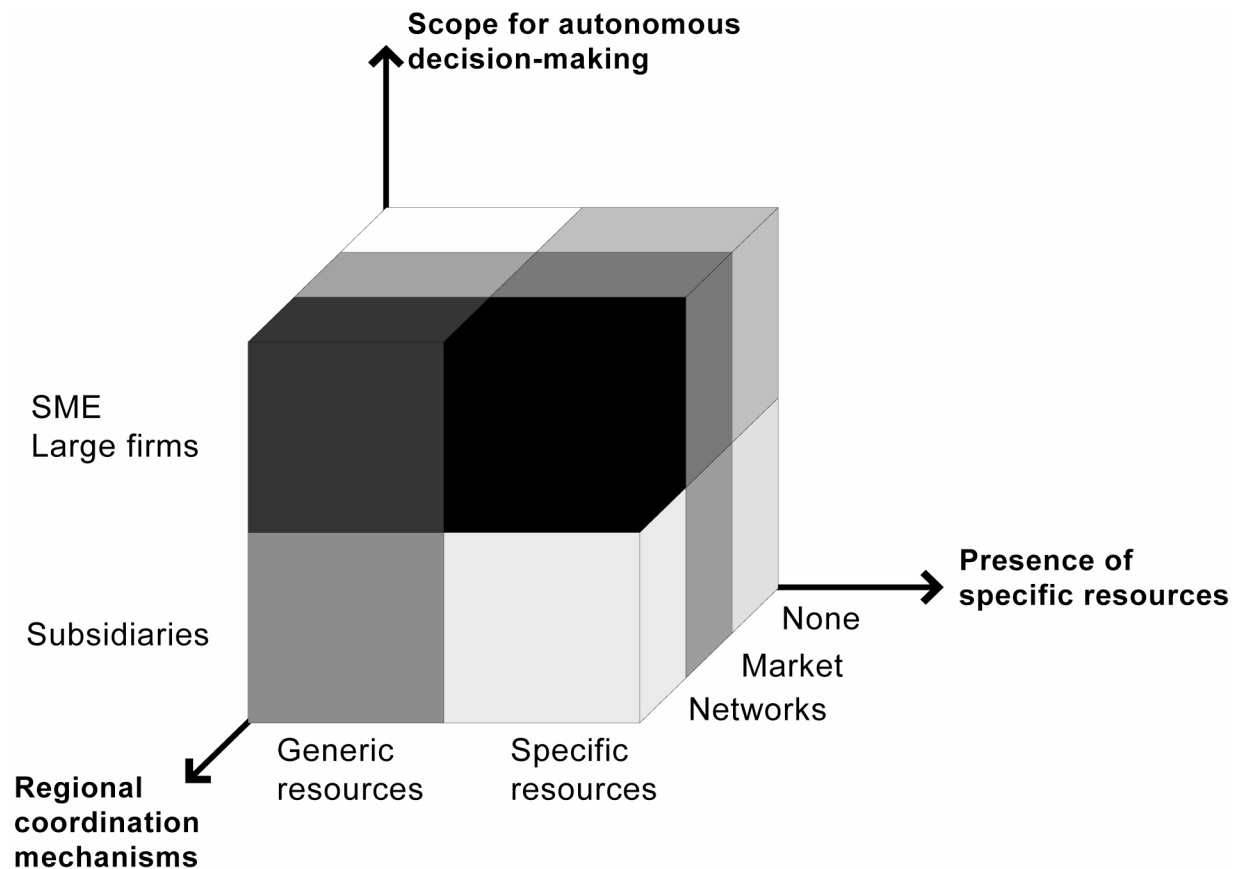 Scope for autonomous
decision-making
SME
Large firms
Presence of
specific resources
None
Subsidiaries
Market
Networks
Generic
resources
Specific
resources
Regional
coordination
mechanisms